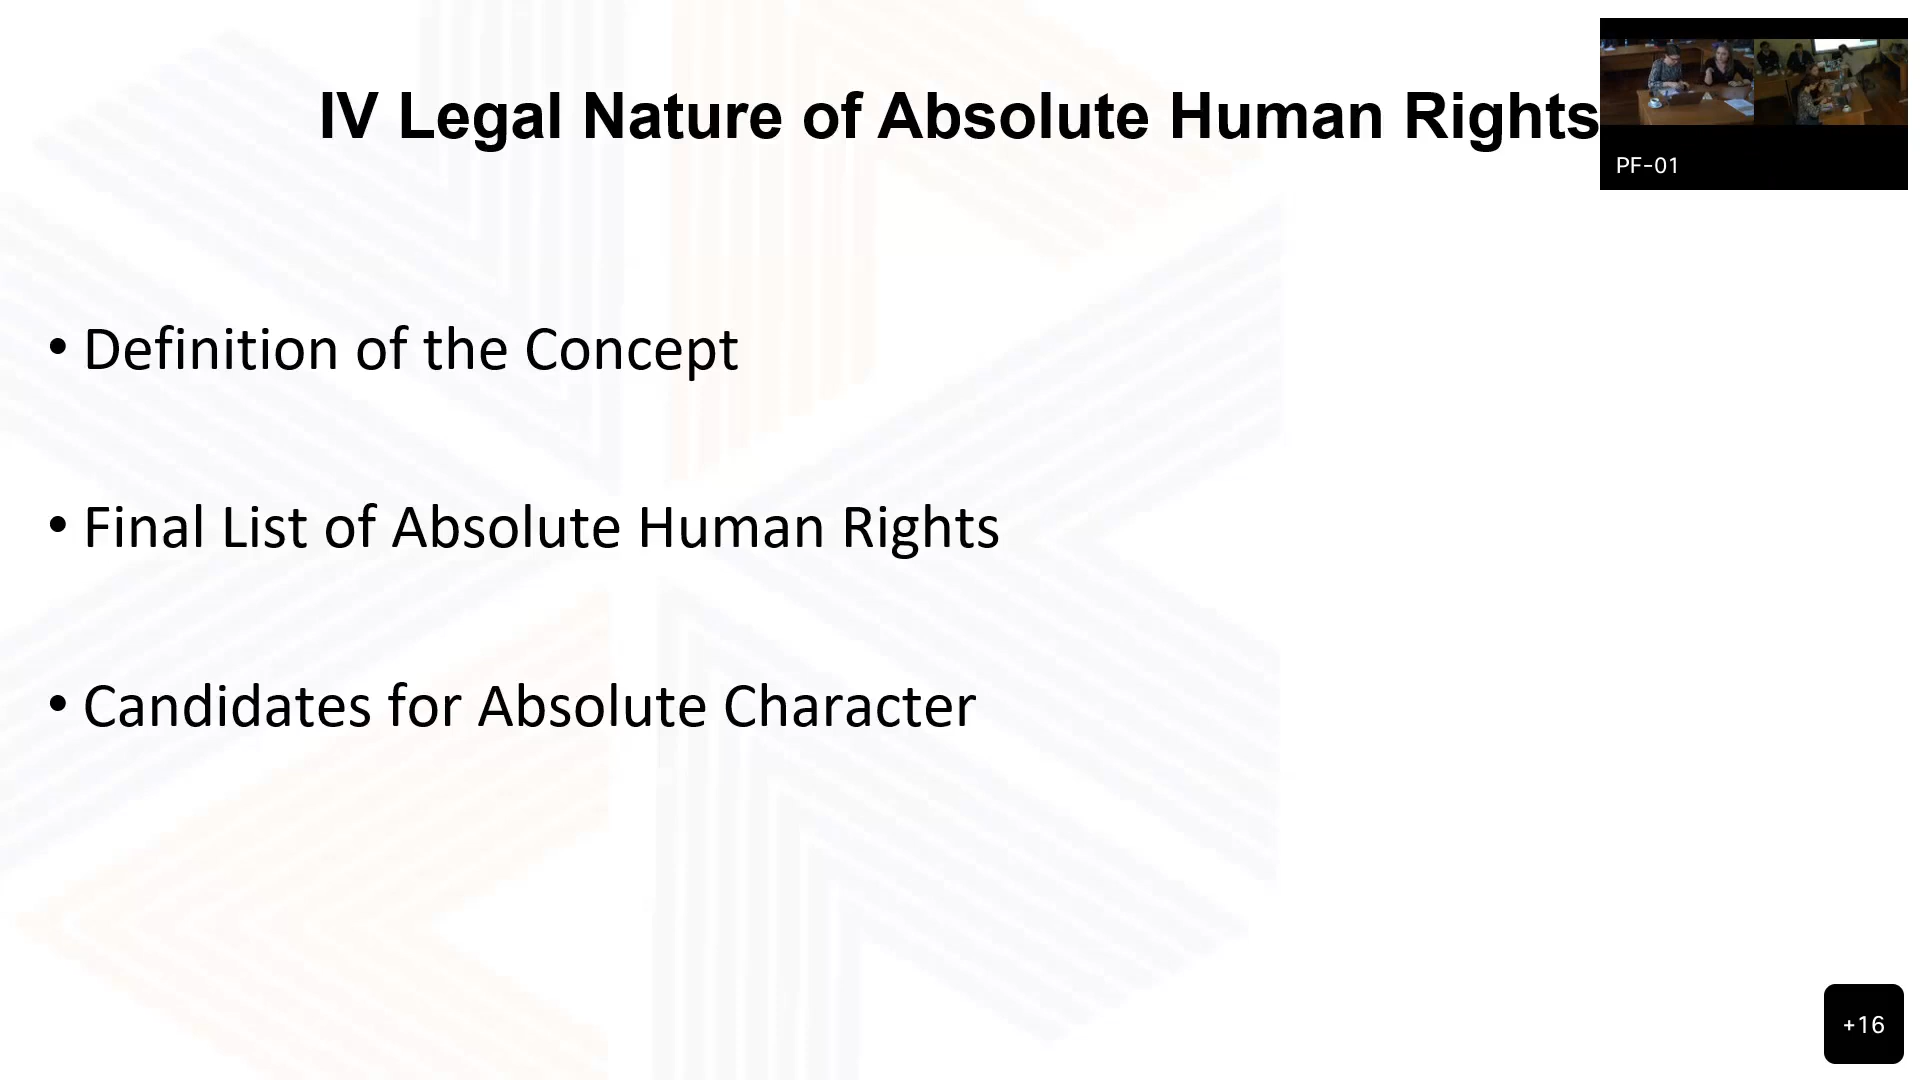 IV Legal Nature of Absolute Human Rights
PF-01
• Definition of the Concept
• Final List of Absolute Human Rights
• Candidates for Absolute Character
+16